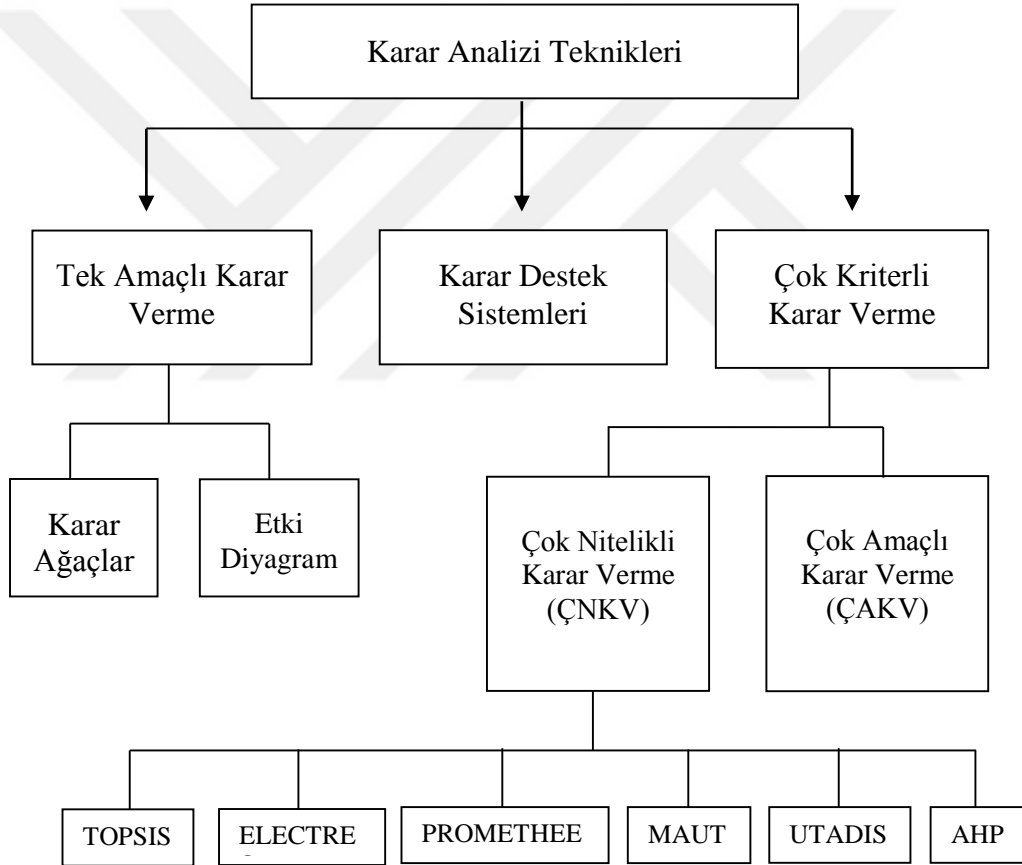 Karar Analizi Teknikleri
Tek Amaçlı Karar
Verme
Karar Destek
Sistemleri
Çok Kriterli
Karar Verme
Karar
Ağaçlar
Etki
Diyagram
Çok Nitelikli
Karar Verme
(ÇNKV)
Çok Amaçlı
Karar Verme
(ÇAKV)
TOPSIS
ELECTRE
PROMETHEE
MAUT
UTADIS
AHP